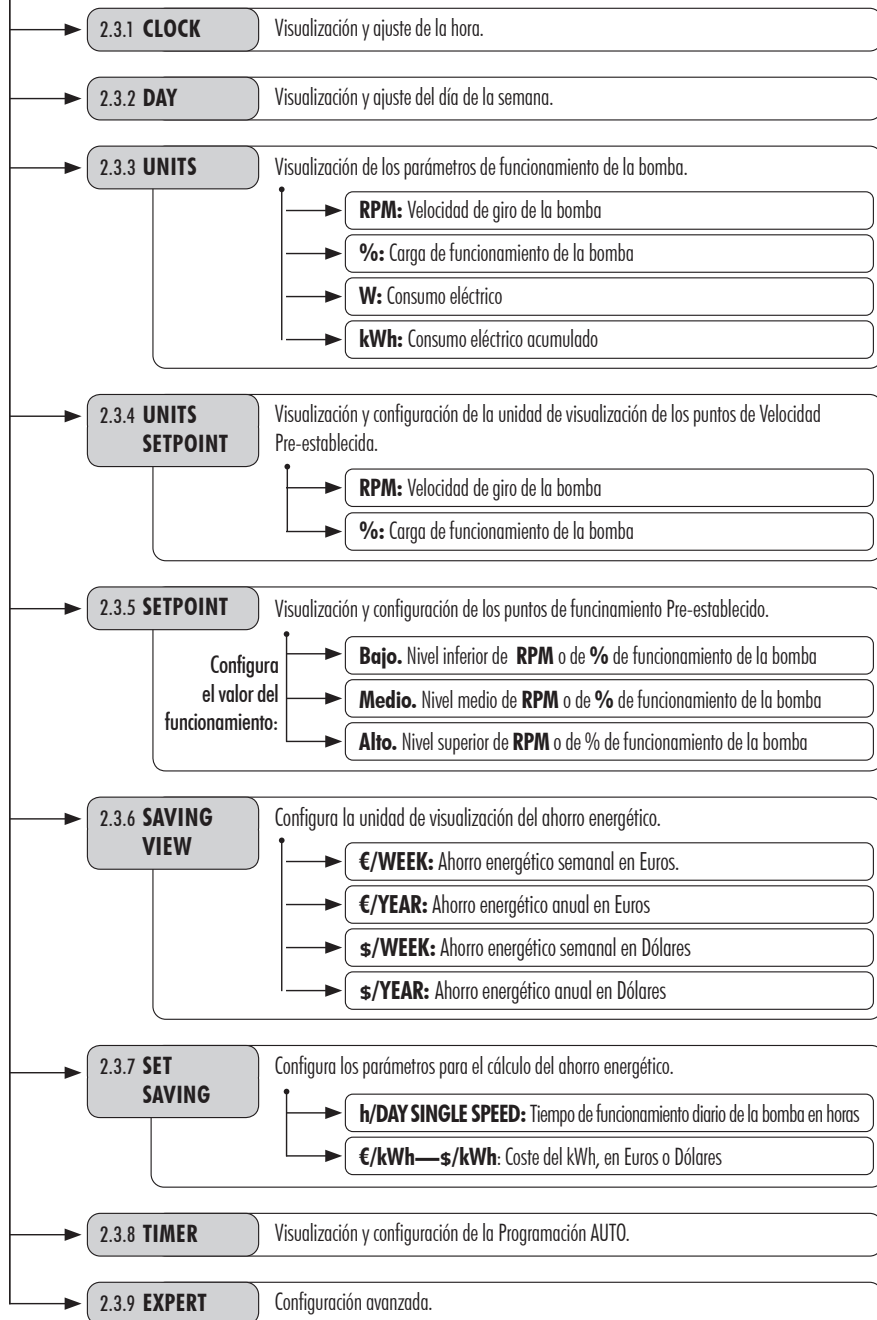 2.3.1 CLOCK
Visualización y ajuste de la hora.
2.3.2 DAY
Visualización y ajuste del día de la semana.
2.3.3 UNITS
Visualización de los parámetros de funcionamiento de la bomba.
RPM: Velocidad de giro de la bomba
%: Carga de funcionamiento de la bomba
W: Consumo eléctrico
kWh: Consumo eléctrico acumulado
2.3.4 UNITS
SETPOINT
Visualización y configuración de la unidad de visualización de los puntos de Velocidad
Pre-establecida.
RPM: Velocidad de giro de la bomba
%: Carga de funcionamiento de la bomba
2.3.5 SETPOINT
Visualización y configuración de los puntos de funcinamiento Pre-establecido.
Configura
el valor del
funcionamiento:
Bajo. Nivel inferior de RPM o de % de funcionamiento de la bomba
Medio. Nivel medio de RPM o de % de funcionamiento de la bomba
Alto. Nivel superior de RPM o de % de funcionamiento de la bomba
2.3.6 SAVING
VIEW
Configura la unidad de visualización del ahorro energético.
€/WEEK: Ahorro energético semanal en Euros.
€/YEAR: Ahorro energético anual en Euros
$/WEEK: Ahorro energético semanal en Dólares
$/YEAR: Ahorro energético anual en Dólares
2.3.7 SET
SAVING
Configura los parámetros para el cálculo del ahorro energético.
h/DAY SINGLE SPEED: Tiempo de funcionamiento diario de la bomba en horas
€/kWh—$/kWh: Coste del kWh, en Euros o Dólares
2.3.8 TIMER
Visualización y configuración de la Programación AUTO.
2.3.9 EXPERT
Configuración avanzada.